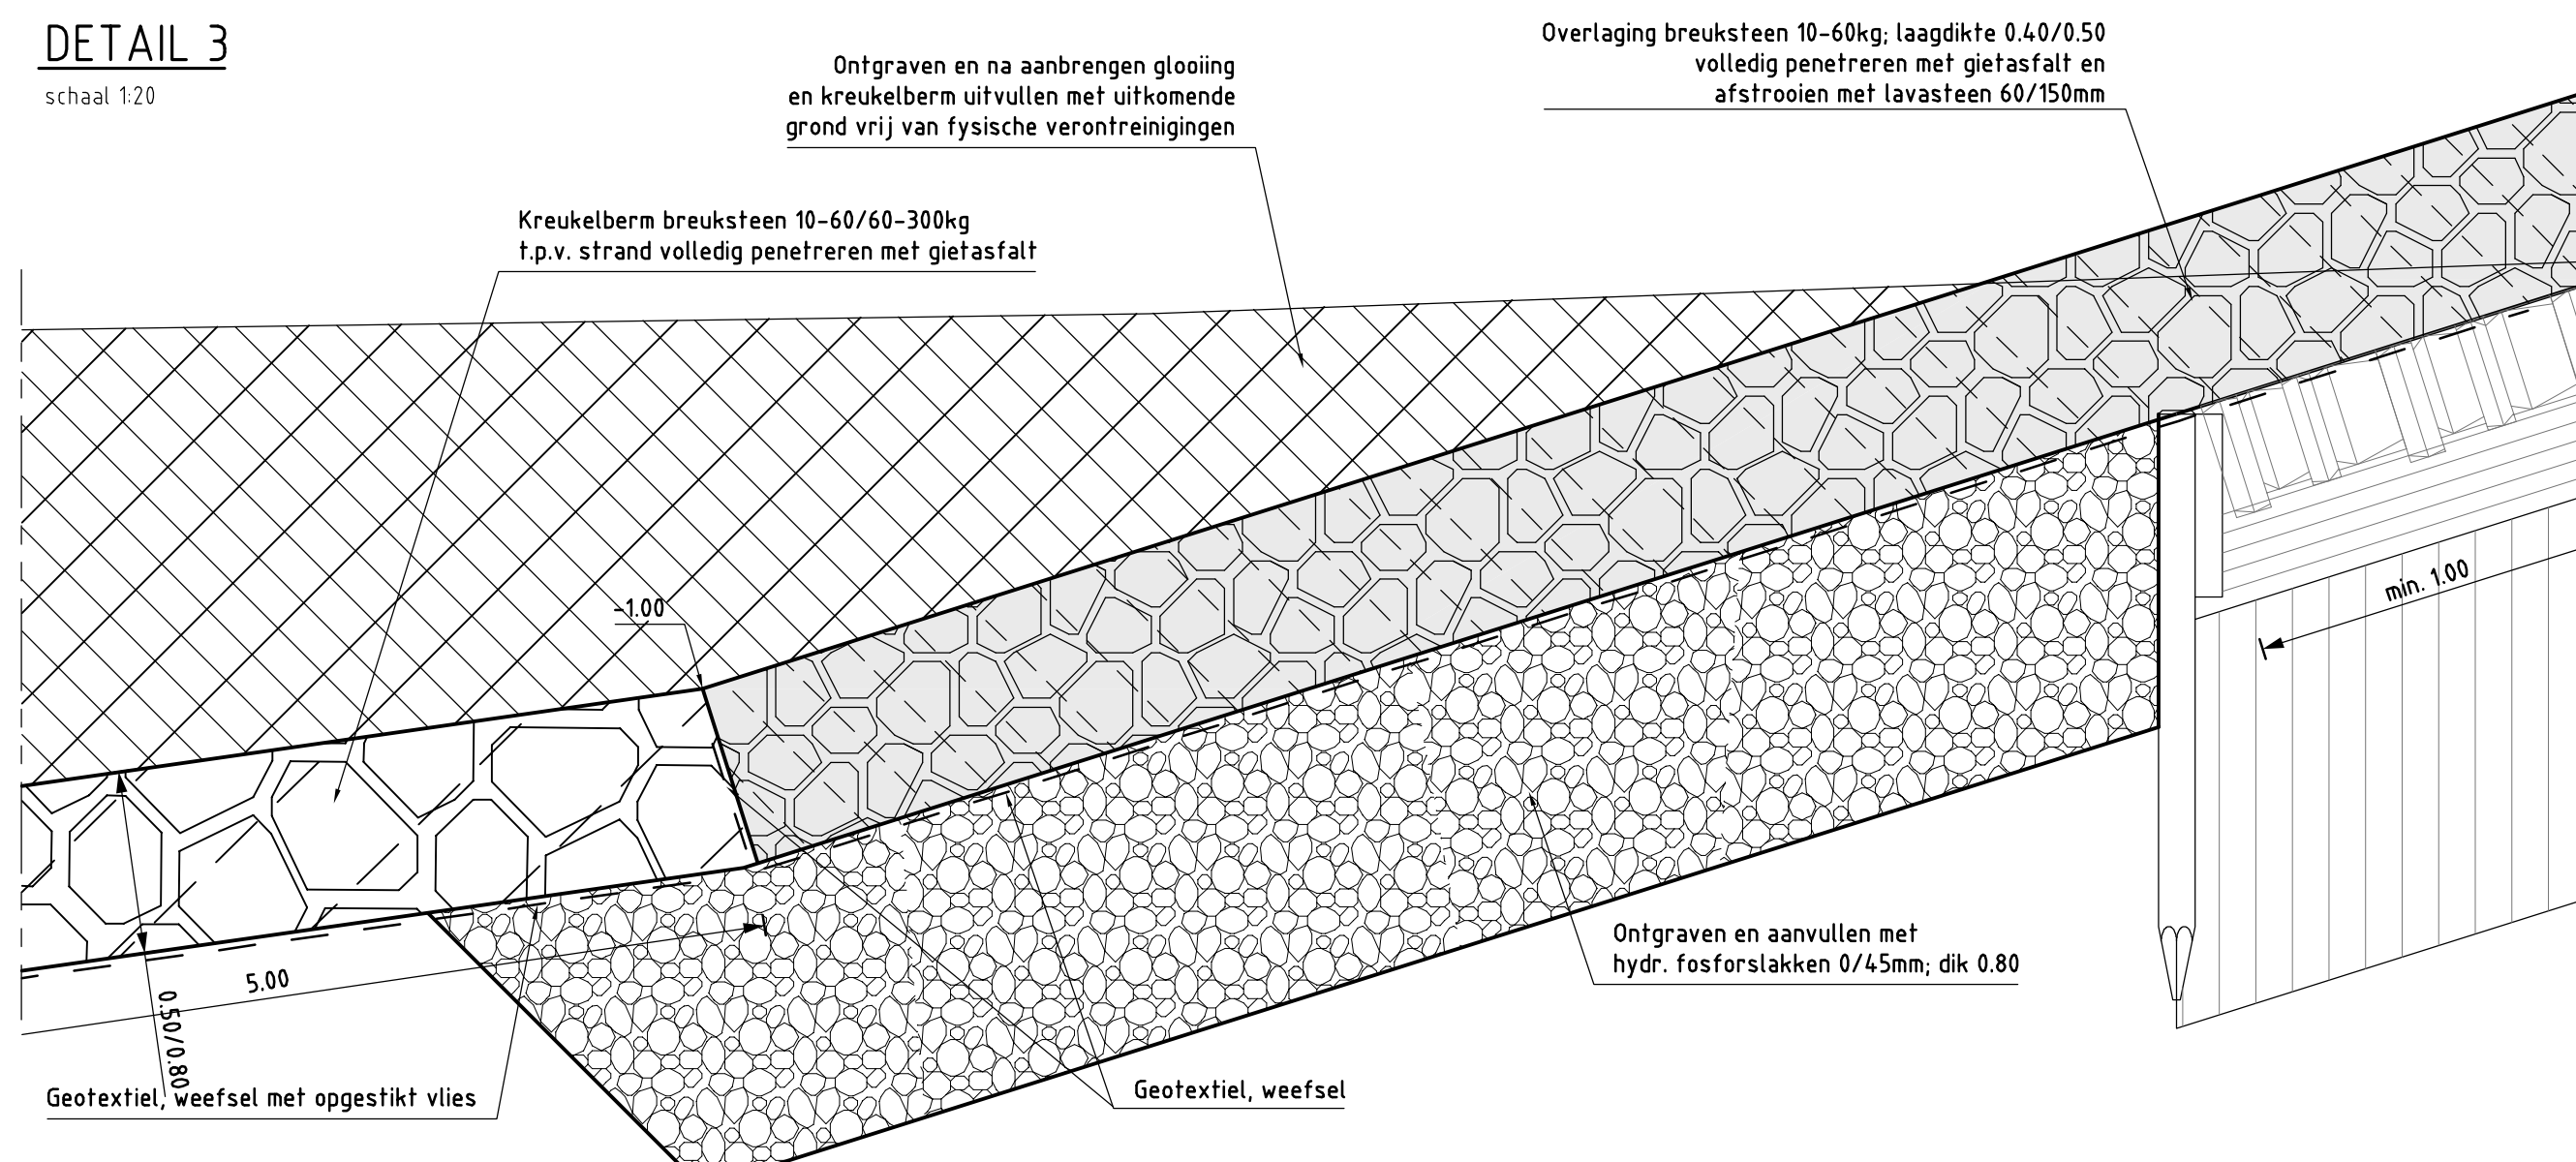 DETAIL 3
schaal 1:20
Ontgraven en na aanbrengen glooiing
en kreukelberm uitvullen met uitkomende
grond vrij van fysische verontreinigingen
Overlaging breuksteen 10-60kg; laagdikte 0.40/0.50
volledig penetreren met gietasfalt en
afstrooien met lavasteen 60/150mm
Kreukelberm breuksteen 10-60/60-300kg
t.p.v. strand volledig penetreren met gietasfalt
-1.00
min. 1.00
5.00
0.50/0.80
Ontgraven en aanvullen met
hydr. fosforslakken 0/45mm; dik 0.80
Geotextiel, weefsel met opgestikt vlies
Geotextiel, weefsel